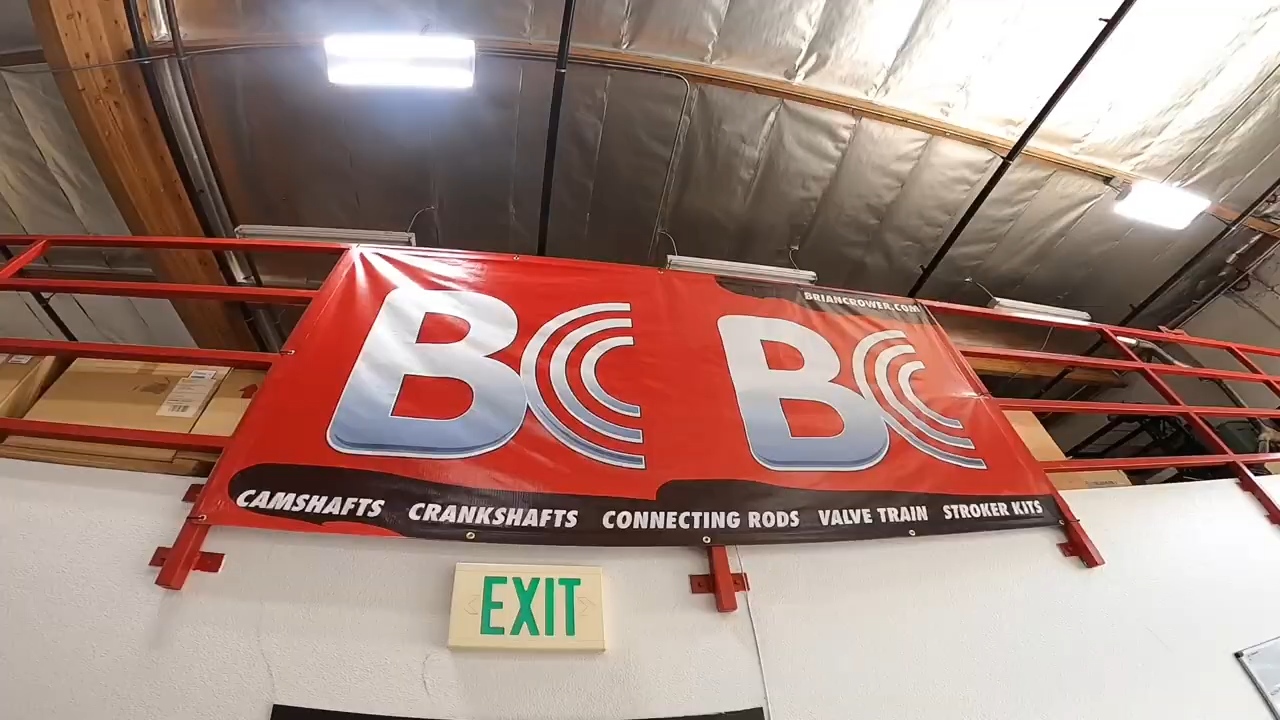 BRIANCROWER.COM
BC BC
CAMSHAFTS CRANKSHAFTS CONNECTING RODS VALVE TRAIN STROKER KITS
EXIT